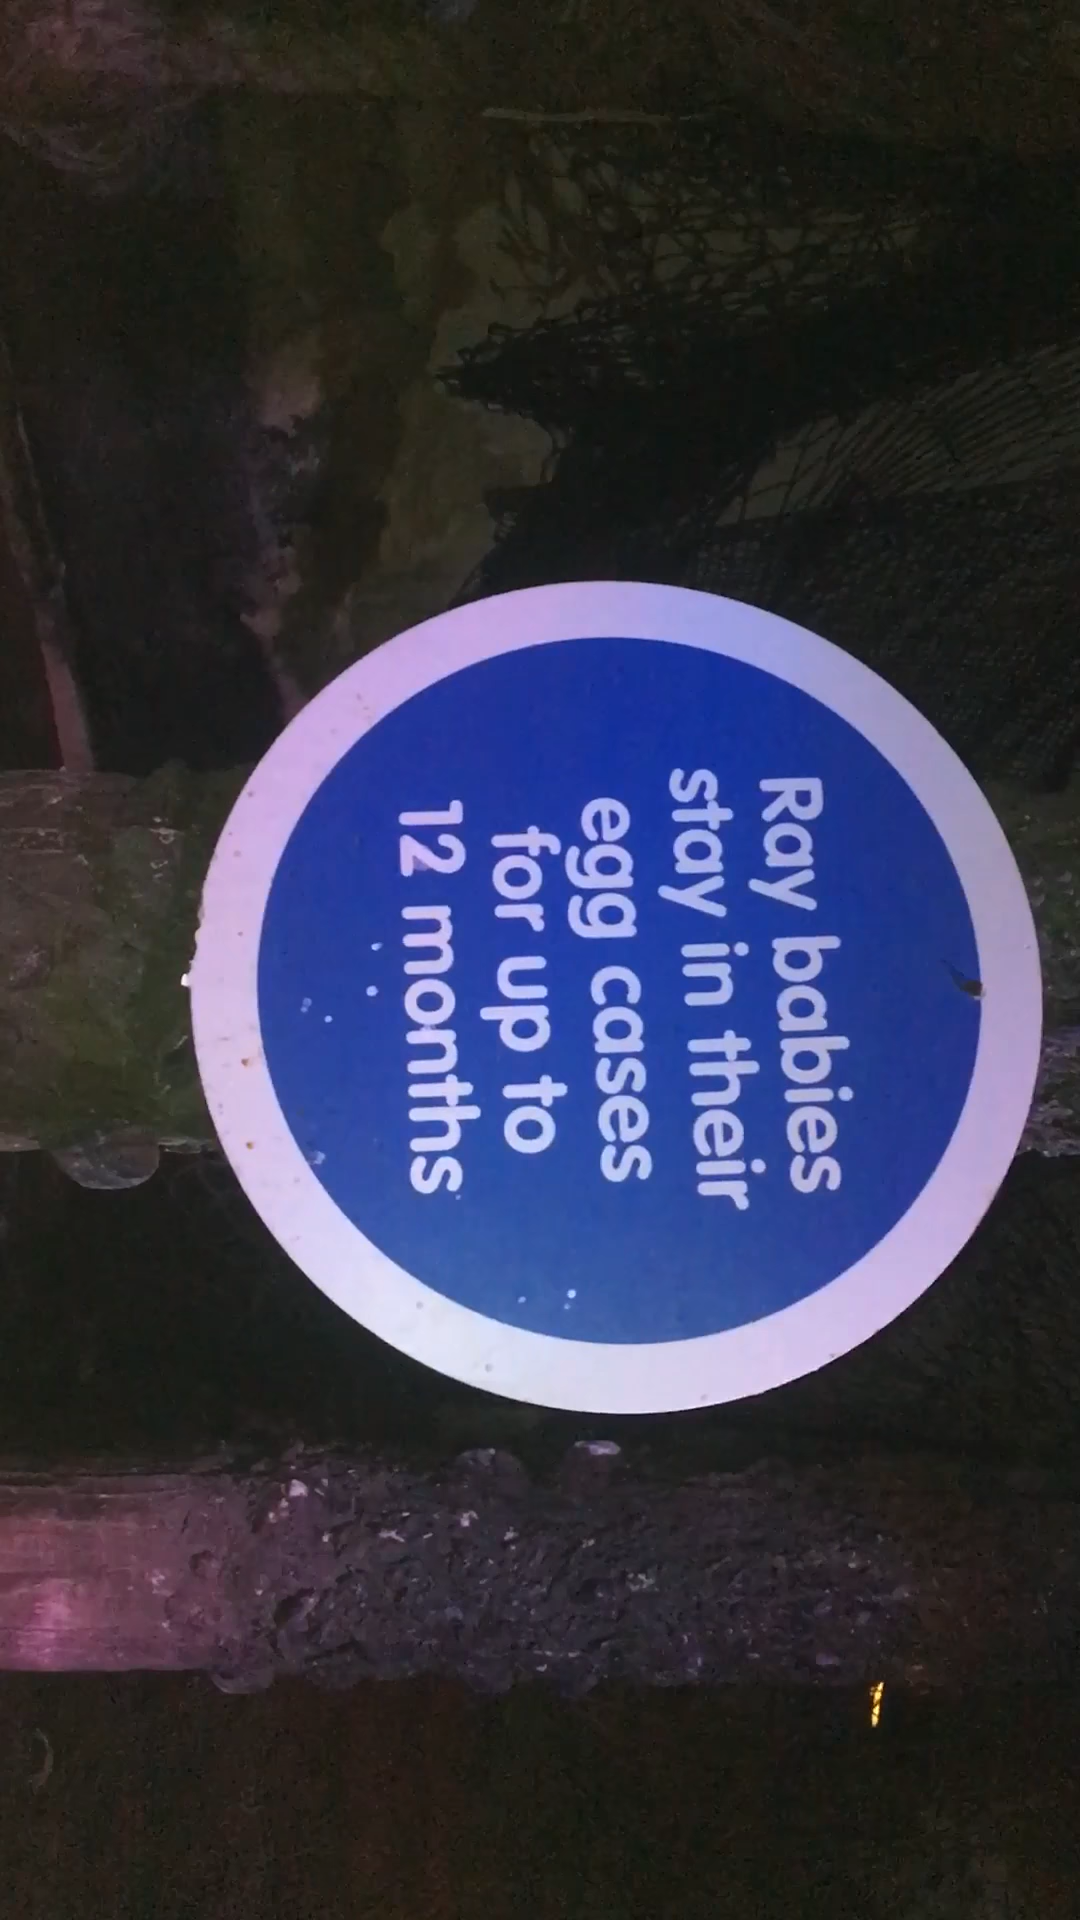 Ray babies
stay in their
egg cases
for up to
12 months